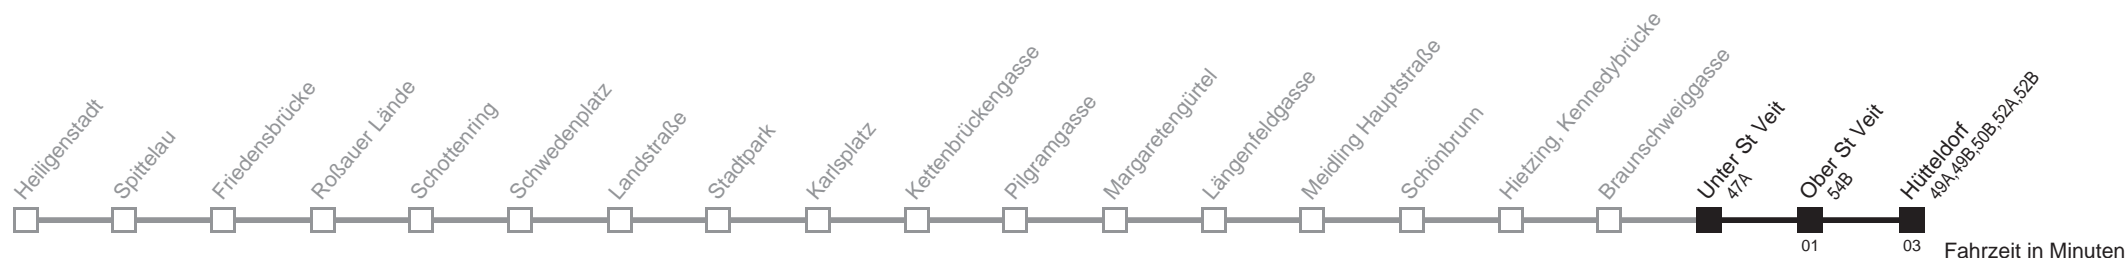 Heiligenstadt
Spittelau
Friedensbrücke
Roßauer Lände
Schottenring
Schwedenplatz
Landstraße
Stadtpark
Karlsplatz
Kettenbrückengasse
Pilgramgasse
Margaretengürtel
Längenfeldgasse
Meidling Hauptstraße
Schönbrunn
Hietzing, Kennedybrücke
Braunschweiggasse
Unter St Veit
47A
Ober St Veit
54B
Hütteldorf
49A,49B,50B,52A,52B
01
03
Fahrzeit in Minuten